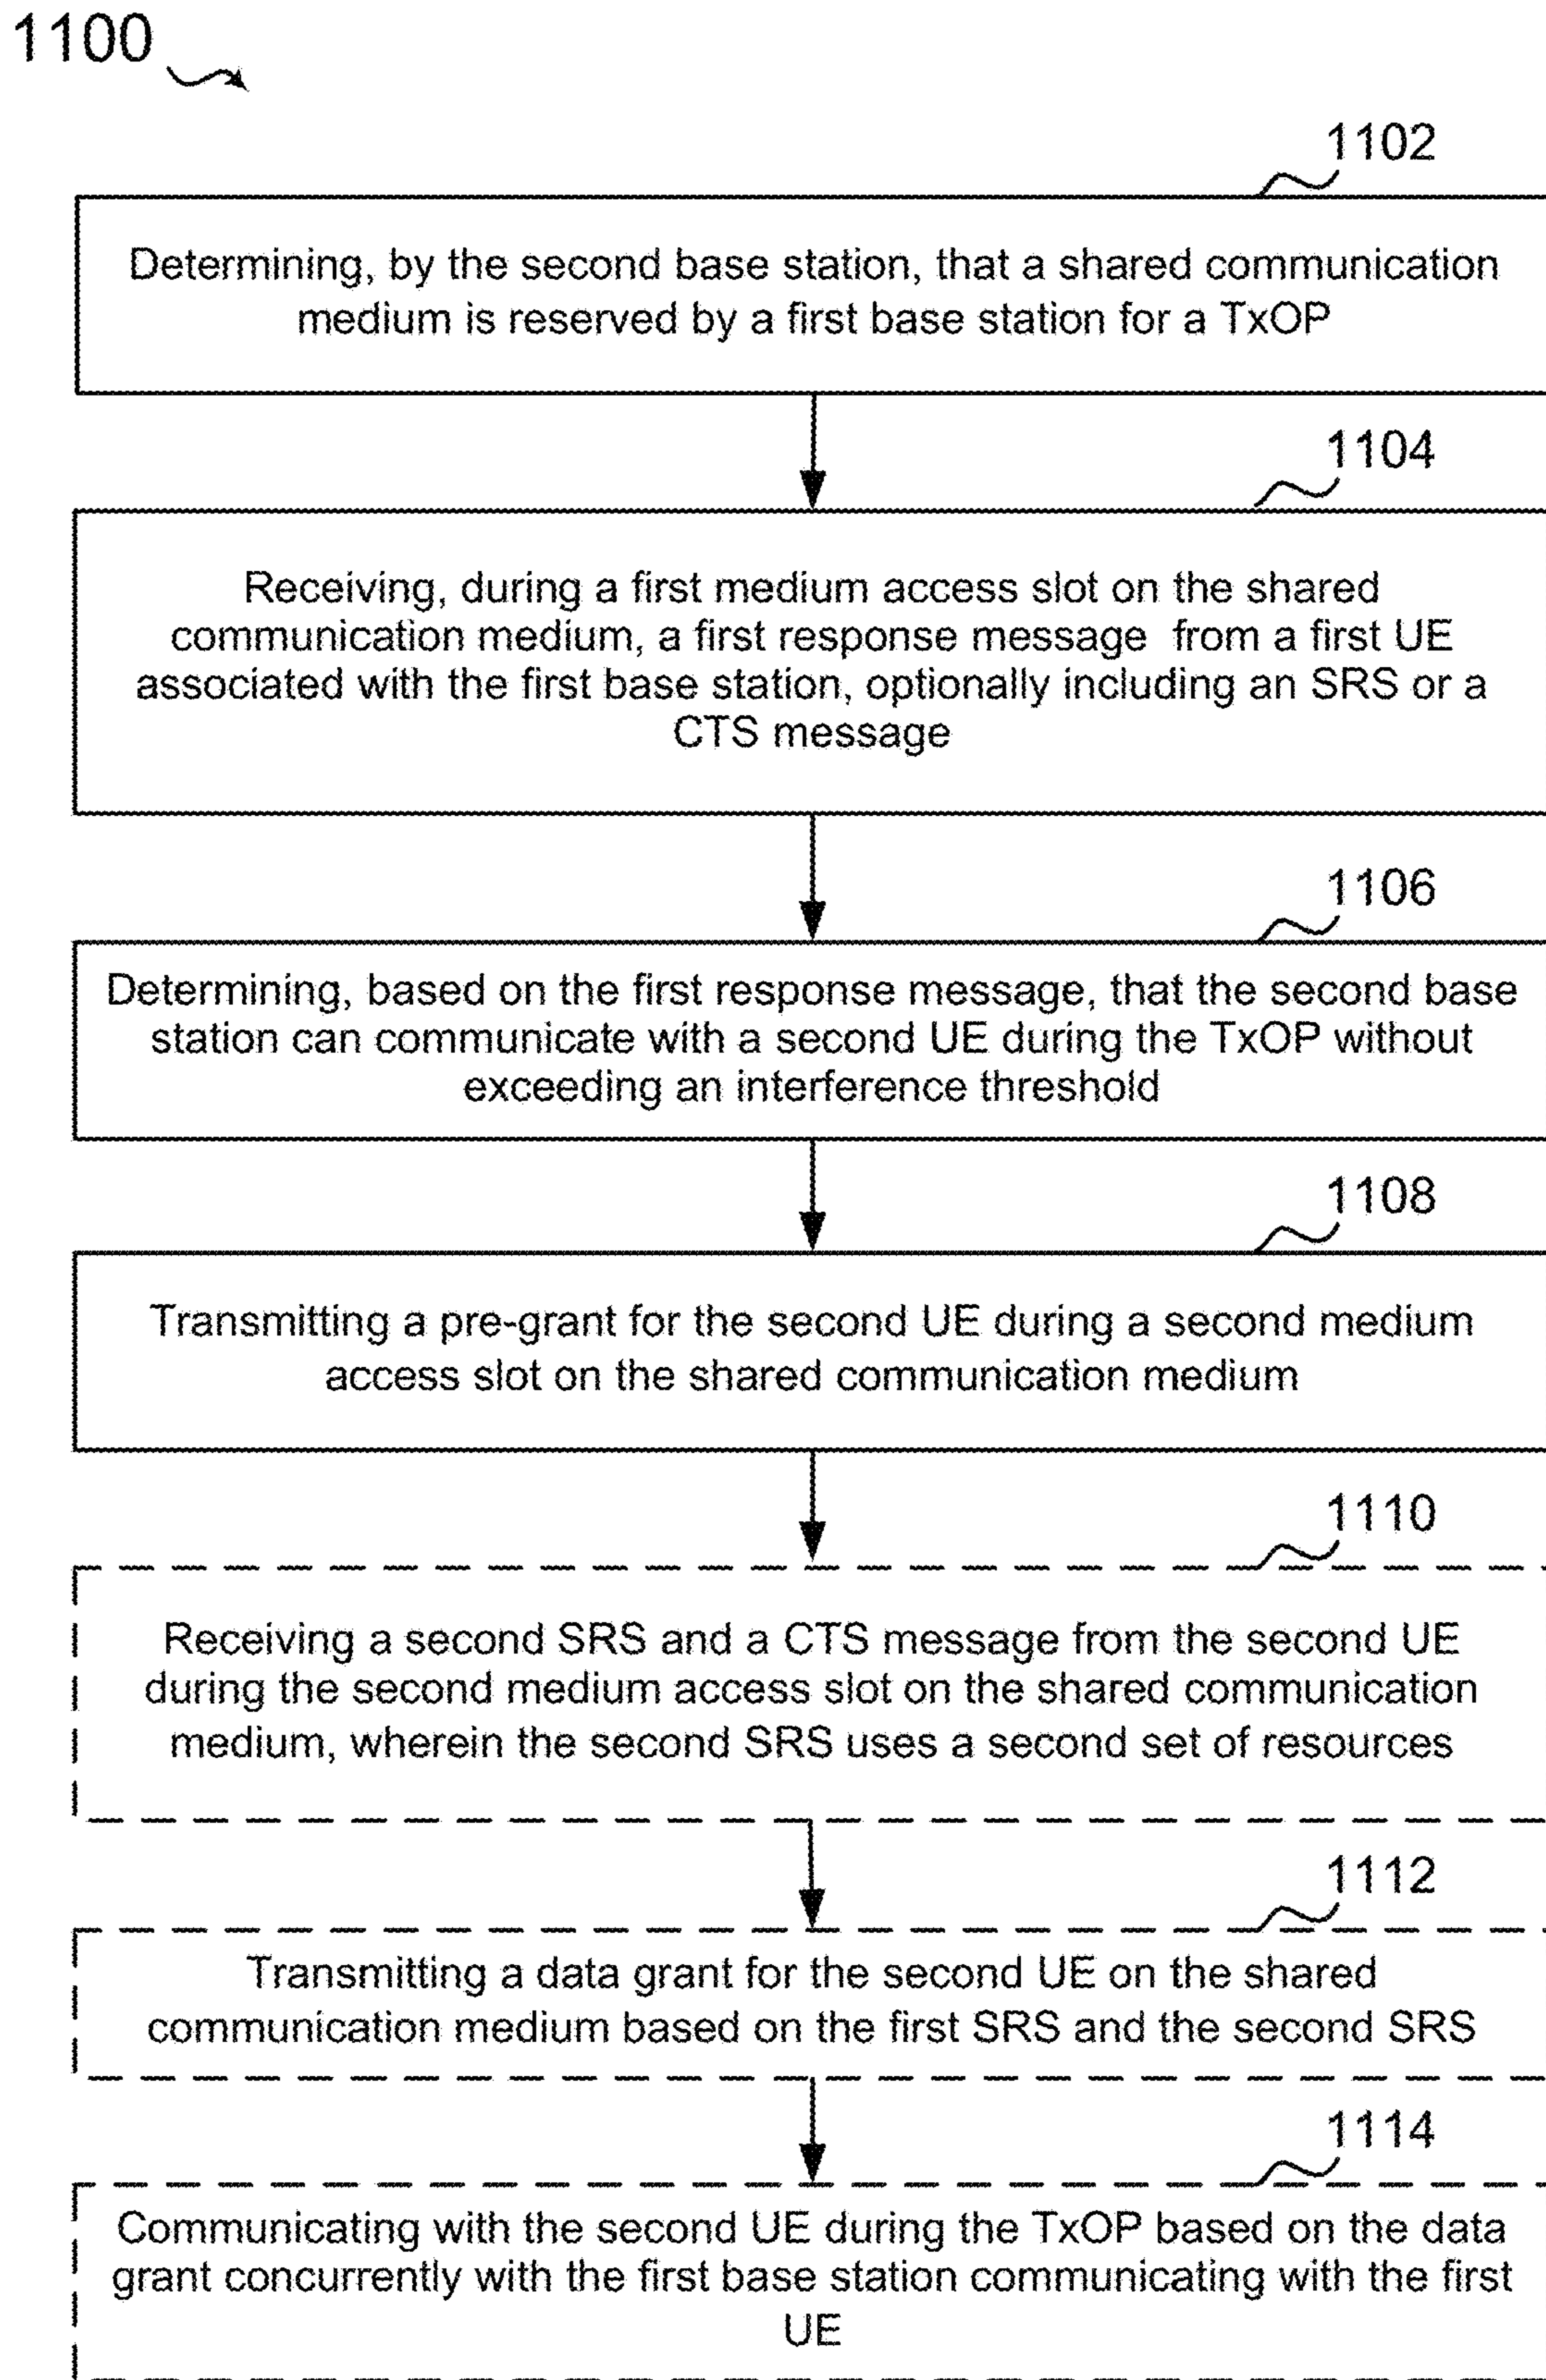 1100
1102
Determining, by the second base station, that a shared communication
medium is reserved by a first base station for a TxOP
1104
Receiving, during a first medium access slot on the shared
communication medium, a first response message from a first UE
associated with the first base station, optionally including an SRS or a
CTS message
1106
Determining, based on the first response message, that the second base
station can communicate with a second UE during the TxOP without
exceeding an interference threshold
1108
Transmitting a pre-grant for the second UE during a second medium
access slot on the shared communication medium
1110
Receiving a second SRS and a CTS message from the second UE
during the second medium access slot on the shared communication
medium, wherein the second SRS uses a second set of resources
1112
Transmitting a data grant for the second UE on the shared
communication medium based on the first SRS and the second SRS
1114
Communicating with the second UE during the TxOP based on the data
grant concurrently with the first base station communicating with the first
UE